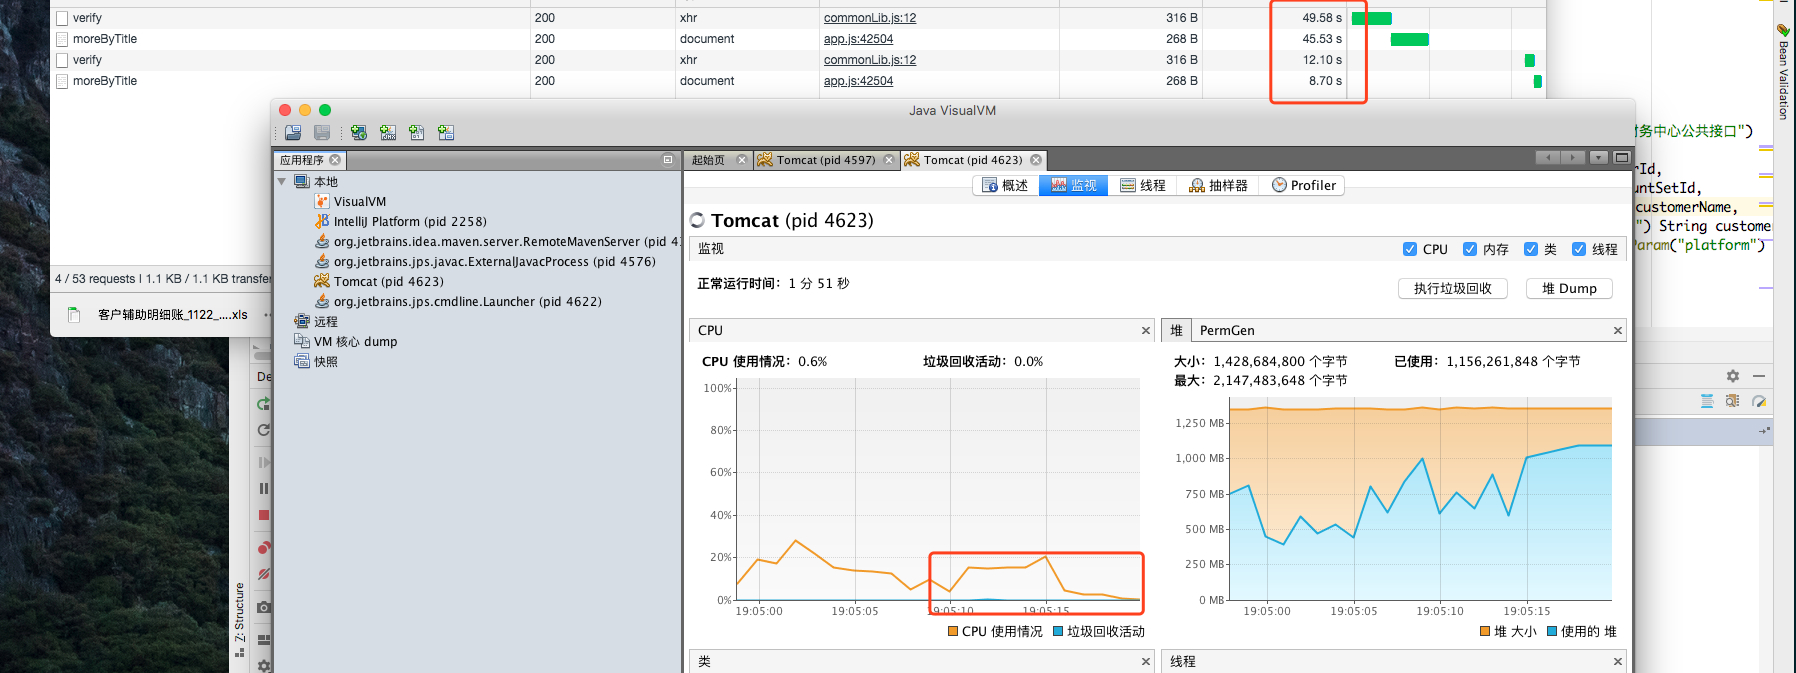 verify 200 xhr commonLib.js:12 316 B 49.58 s
moreByTitle 200 document app.js:42504 268 B 45.53 s
verify 200 xhr commonLib.js:12 316 B 12.10 s
moreByTitle 200 document app.js:42504 268 B 8.70 s
4 / 53 requests | 1.1 KB / 1.1 KB transfer
客户辅助明细账_1122_....xls
Bean Validation
务中心公共接口")
rId,
untSetId,
customerName,
") String custome
Param("platform")
De
Z: Structure
Java VisualVM
应用程序
本地
VisualVM
IntelliJ Platform (pid 2258)
org.jetbrains.idea.maven.server.RemoteMavenServer (pid 4
org.jetbrains.jps.javac.ExternalJavacProcess (pid 4576)
Tomcat (pid 4623)
org.jetbrains.jps.cmdline.Launcher (pid 4622)
远程
VM 核心 dump
快照
起始页 Tomcat (pid 4597) Tomcat (pid 4623)
概述 监视 线程 抽样器 Profiler
Tomcat (pid 4623)
监视 CPU 内存 类 线程
正常运行时间: 1 分 51 秒 执行垃圾回收 堆 Dump
CPU
CPU 使用情况: 0.6% 垃圾回收活动: 0.0%
100%
80%
60%
40%
20%
0%
19:05:00 19:05:05 19:05:10 19:05:15
CPU 使用情况 垃圾回收活动
堆 PermGen
大小: 1,428,684,800 个字节 已使用: 1,156,261,848 个字节
最大: 2,147,483,648 个字节
1,250 MB
1,000 MB
750 MB
500 MB
250 MB
0 MB
19:05:00 19:05:05 19:05:10 19:05:15
堆 大小 使用的 堆
类
线程